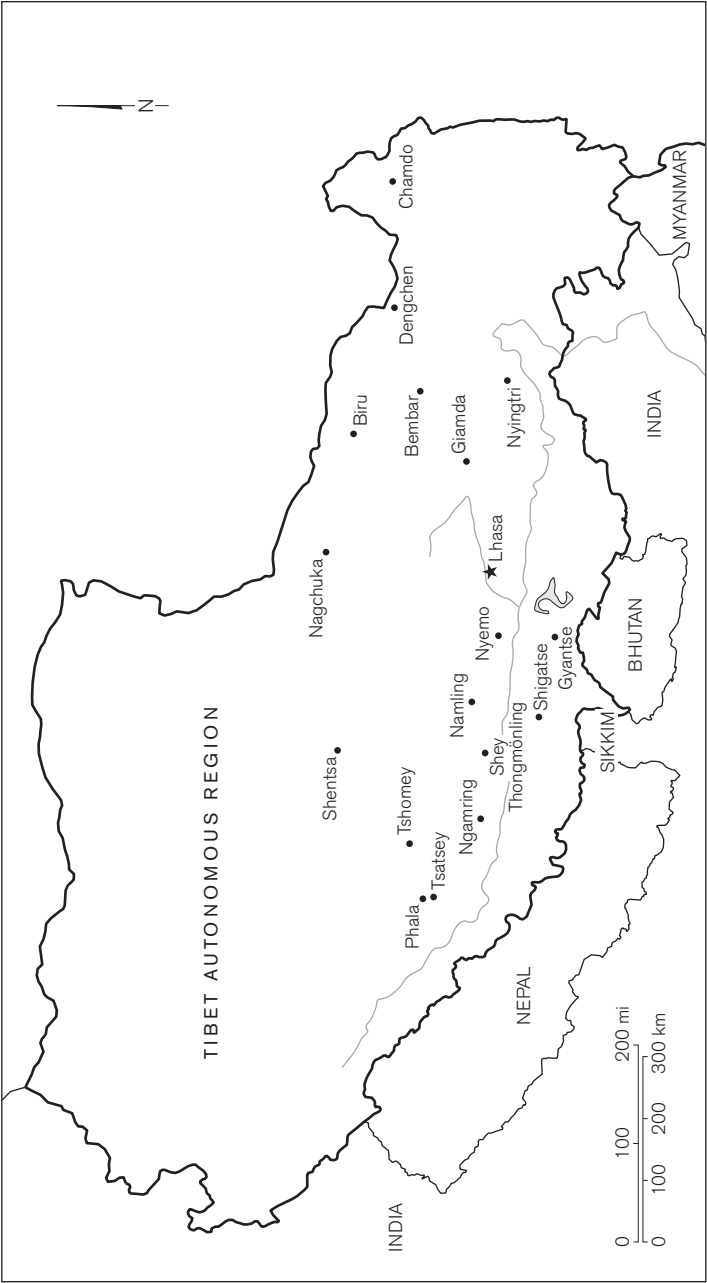 N
TIBET AUTONOMOUS REGION
Chamdo
Dengchen
Biru
Bembar
Giamda
Nyingtri
Nagchuka
Lhasa
Nyemo
Shentsa
Namling
Shigatse
Gyantse
Tshomey
Shey
Thongmönling
Ngamring
Phala
Tsatsey
MYANMAR
INDIA
BHUTAN
SIKKIM
NEPAL
INDIA
0 100 200 mi
0 100 200 300 km